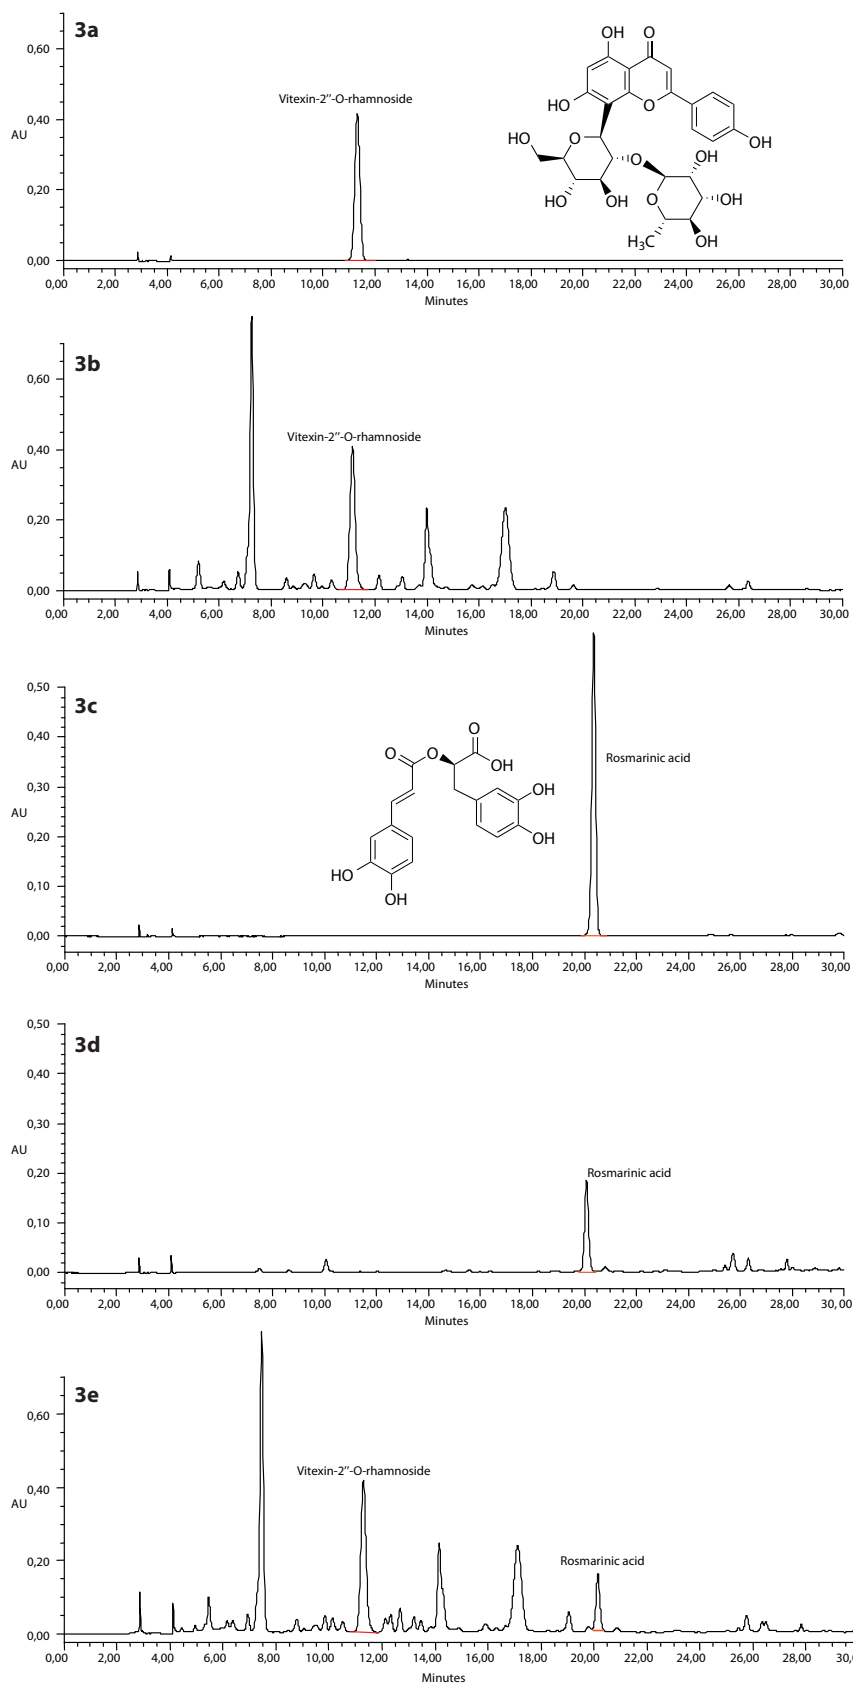 3a
0,60
0,40
AU
0,20
0,00
Vitexin-2″-O-rhamnoside
OH
O
HO
O
OH
HO
O
O
OH
HO
OH
O
OH
H₃C
OH
0,00 2,00 4,00 6,00 8,00 10,00 12,00 14,00 16,00 18,00 20,00 22,00 24,00 26,00 28,00 30,00
Minutes
3b
0,60
0,40
AU
0,20
0,00
Vitexin-2″-O-rhamnoside
0,00 2,00 4,00 6,00 8,00 10,00 12,00 14,00 16,00 18,00 20,00 22,00 24,00 26,00 28,00 30,00
Minutes
3c
0,50
0,40
0,30
AU
0,20
0,10
0,00
Rosmarinic acid
O
O
O
OH
OH
OH
HO
OH
0,00 2,00 4,00 6,00 8,00 10,00 12,00 14,00 16,00 18,00 20,00 22,00 24,00 26,00 28,00 30,00
Minutes
3d
0,50
0,40
0,30
AU
0,20
0,10
0,00
Rosmarinic acid
0,00 2,00 4,00 6,00 8,00 10,00 12,00 14,00 16,00 18,00 20,00 22,00 24,00 26,00 28,00 30,00
Minutes
3e
0,60
0,40
AU
0,20
0,00
Vitexin-2″-O-rhamnoside
Rosmarinic acid
0,00 2,00 4,00 6,00 8,00 10,00 12,00 14,00 16,00 18,00 20,00 22,00 24,00 26,00 28,00 30,0
Minutes